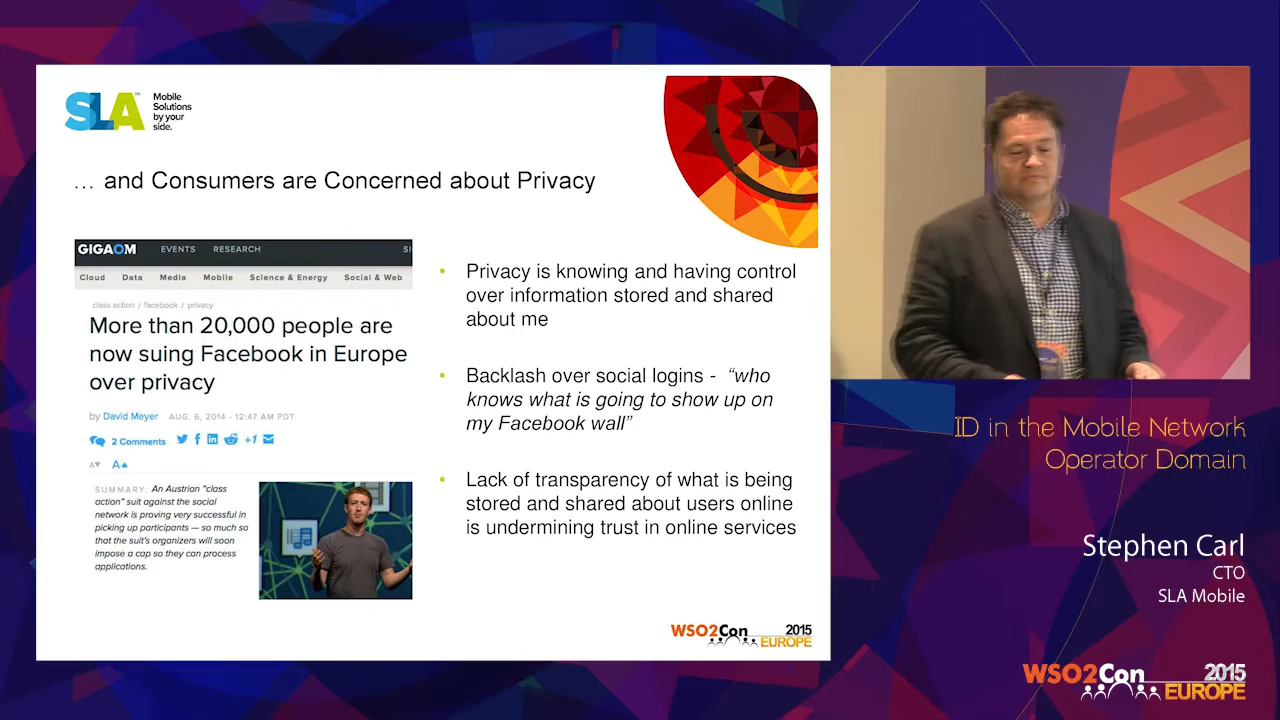 SLA
TM
Mobile
Solutions
by your
side.
… and Consumers are Concerned about Privacy
GIGAOM EVENTS RESEARCH SI
Cloud Data Media Mobile Science & Energy Social & Web
class action / facebook / privacy
More than 20,000 people are
now suing Facebook in Europe
over privacy
by David Meyer AUG. 6, 2014 - 12:47 AM PDT
2 Comments +1
A A
SUMMARY: An Austrian “class
action” suit against the social
network is proving very successful in
picking up participants — so much so
that the suit’s organizers will soon
impose a cap so they can process
applications.
• Privacy is knowing and having control
over information stored and shared
about me
• Backlash over social logins - “who
knows what is going to show up on
my Facebook wall”
• Lack of transparency of what is being
stored and shared about users online
is undermining trust in online services
WSO2Con 2015
EUROPE
ID in the Mobile Network
Operator Domain
Stephen Carl
CTO
SLA Mobile
WSO2Con 2015
EUROPE